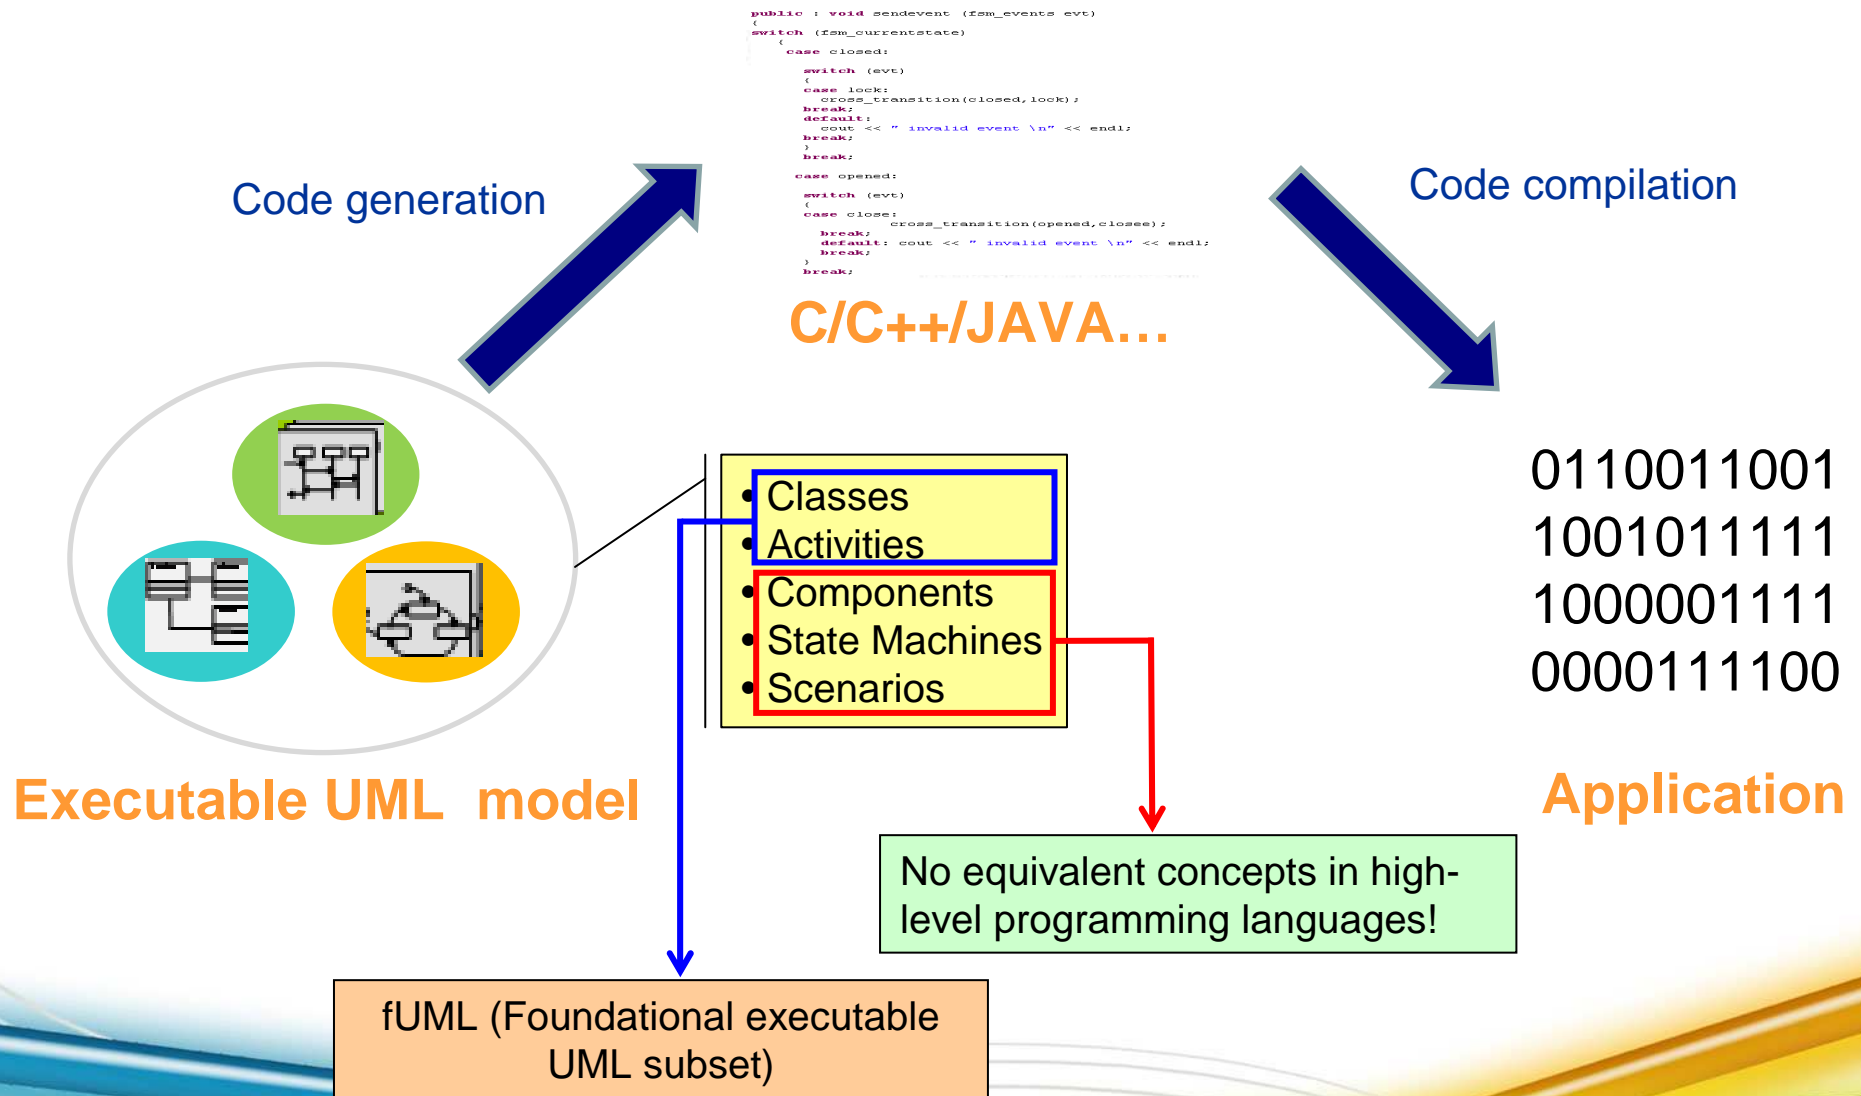 public : void sendevent (fsm_events evt)
{
switch (fsm_currentstate)
{
case closed:
switch (evt)
{
case lock:
cross_transition(closed,lock);
break;
default:
cout << " invalid event \n" << endl;
break;
}
break;
case opened:
switch (evt)
{
case close:
cross_transition(opened,closee);
break;
default: cout << " invalid event \n" << endl;
break;
}
break;
Code generation
Code compilation
C/C++/JAVA…
• Classes
• Activities
• Components
• State Machines
• Scenarios
0110011001
1001011111
1000001111
0000111100
Executable UML model
Application
No equivalent concepts in high-
level programming languages!
fUML (Foundational executable
UML subset)